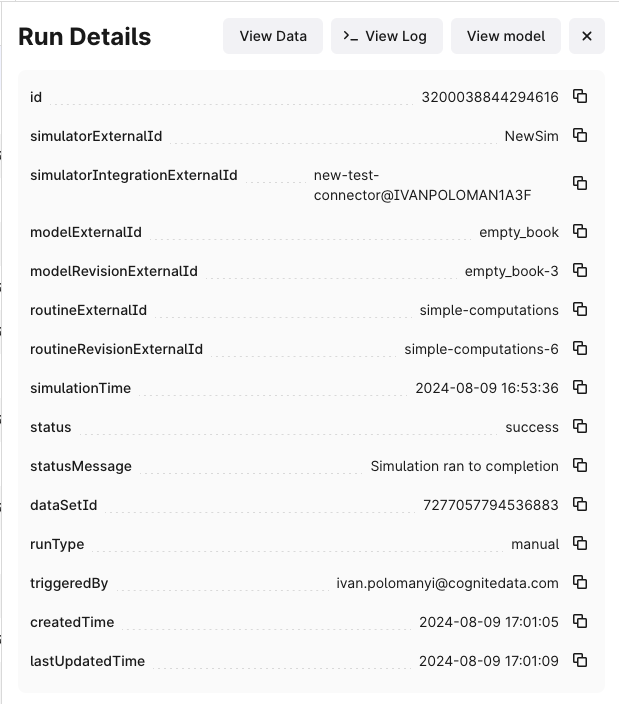 Run Details
View Data
>_ View Log
View model
id 3200038844294616
simulatorExternalId NewSim
simulatorIntegrationExternalId new-test-
connector@IVANPOLOMAN1A3F
modelExternalId empty_book
modelRevisionExternalId empty_book-3
routineExternalId simple-computations
routineRevisionExternalId simple-computations-6
simulationTime 2024-08-09 16:53:36
status success
statusMessage Simulation ran to completion
dataSetId 7277057794536883
runType manual
triggeredBy ivan.polomanyi@cognitedata.com
createdTime 2024-08-09 17:01:05
lastUpdatedTime 2024-08-09 17:01:09